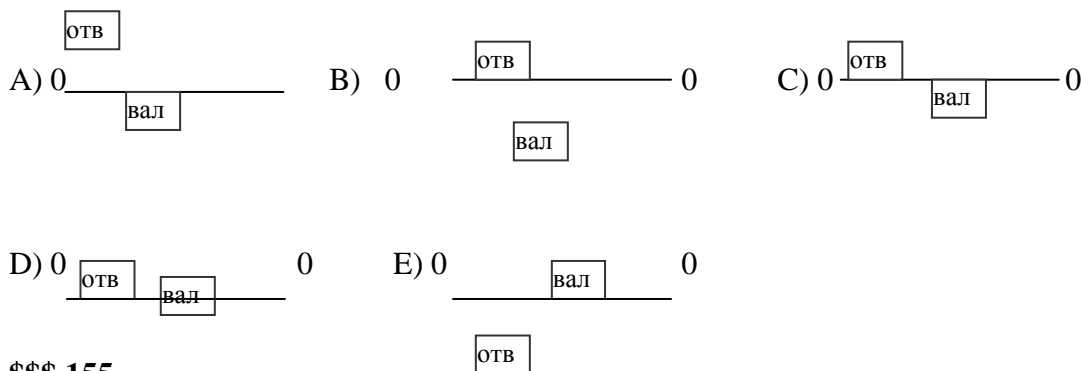 отв
отв
отв
A) 0
B) 0 0
C) 0 0
вал
вал
вал
D) 0 0
E) 0 0
отв
вал
вал
отв
$$$ 155